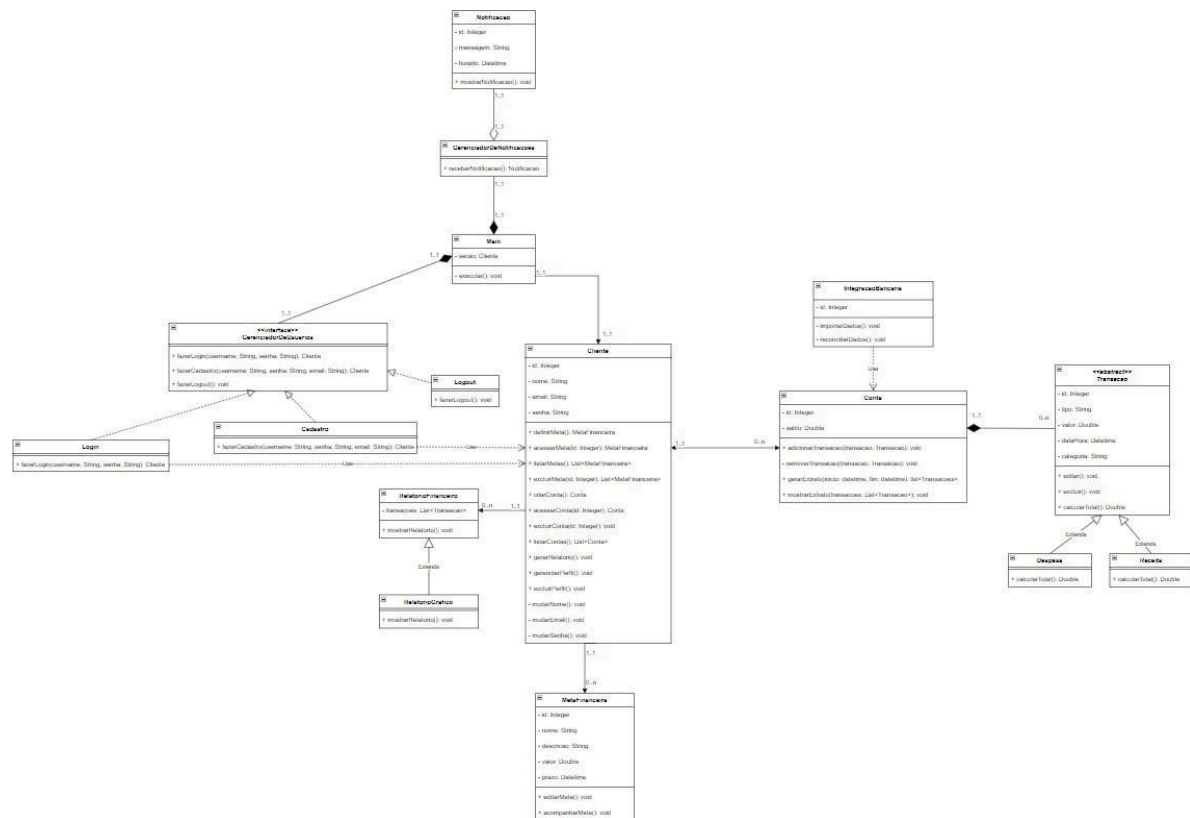 Notificacao
- id: Integer
- mensagem: String
- horario: Datetime
+ mostrarNotificacao(): void
1..1
1..1
GerenciadorDeNotificacoes
+ receberNotificacao(): Notificacao
1..1
1..1
Main
- secao: Cliente
- executar(): void
1..1
1..1
1..1
1..1
<<interface>>
GerenciadorDeUsuarios
+ fazerLogin(username: String, senha: String): Cliente
+ fazerCadastro(username: String, senha: String, email: String): Cliente
+ fazerLogout(): void
Logout
+ fazerLogout(): void
Cadastro
+ fazerCadastro(username: String, senha: String, email: String): Cliente
Use
Login
+ fazerLogin(username: String, senha: String): Cliente
Use
Cliente
- id: Integer
- nome: String
- email: String
- senha: String
+ definirMeta(): MetaFinanceira
+ acessarMeta(id: Integer): MetaFinanceira
+ listarMetas(): List<MetaFinanceira>
+ excluirMeta(id: Integer): List<MetaFinanceira>
+ criarConta(): Conta
+ acessarConta(id: Integer): Conta
+ excluirConta(id: Integer): void
+ listarContas(): List<Conta>
+ gerarRelatorio(): void
+ gerenciarPerfil(): void
+ excluirPerfil(): void
- mudarNome(): void
- mudarEmail(): void
- mudarSenha(): void
RelatorioFinanceiro
- transacoes: List<Transacao>
+ mostrarRelatorio(): void
0..n
1..1
Extends
RelatorioGrafico
+ mostrarRelatorio(): void
1..1
0..n
MetaFinanceira
- id: Integer
- nome: String
- descricao: String
- valor: Double
- prazo: Datetime
+ editarMeta(): void
+ acompanharMeta(): void
IntegracaoBancaria
- id: Integer
- importarDados(): void
- reconciliarDados(): void
Use
Conta
- id: Integer
- saldo: Double
+ adicionarTransacao(transacao: Transacao): void
- removerTransacao(transacao: Transacao): void
+ gerarExtrato(inicio: datetime, fim: datetime): list<Transacoes>
+ mostrarExtrato(transacoes: List<Transacao>): void
1..1
0..n
1..1
0..n
<<abstract>>
Transacao
- id: Integer
- tipo: String
- valor: Double
- dataHora: Datetime
- categoria: String
+ editar(): void
+ excluir(): void
+ calcularTotal(): Double
Extends
Extends
Despesa
+ calcularTotal(): Double
Receita
+ calcularTotal(): Double